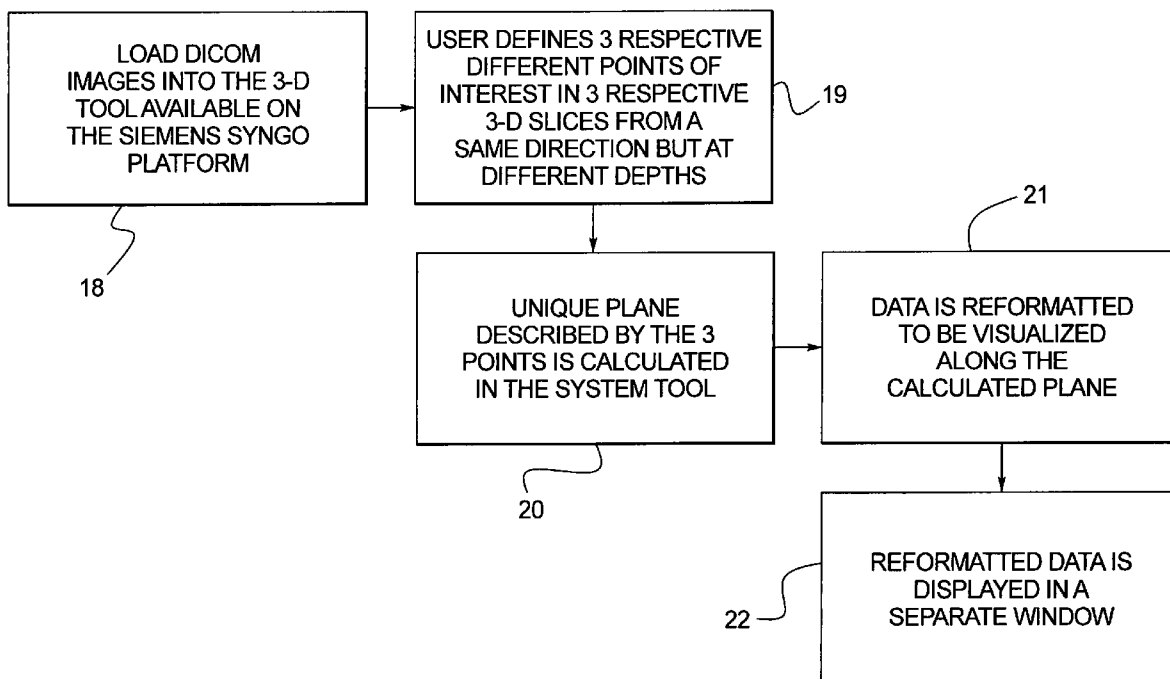 LOAD DICOM
IMAGES INTO THE 3-D
TOOL AVAILABLE ON
THE SIEMENS SYNGO
PLATFORM
18
USER DEFINES 3 RESPECTIVE
DIFFERENT POINTS OF
INTEREST IN 3 RESPECTIVE
3-D SLICES FROM A
SAME DIRECTION BUT AT
DIFFERENT DEPTHS
19
UNIQUE PLANE
DESCRIBED BY THE 3
POINTS IS CALCULATED
IN THE SYSTEM TOOL
20
21
DATA IS REFORMATTED
TO BE VISUALIZED
ALONG THE
CALCULATED PLANE
REFORMATTED DATA IS
DISPLAYED IN A
SEPARATE WINDOW
22